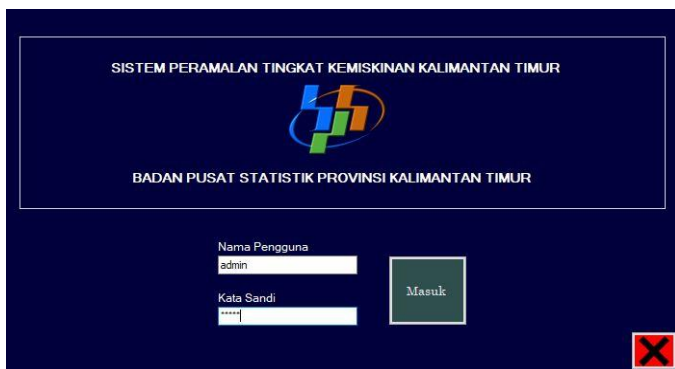 SISTEM PERAMALAN TINGKAT KEMISKINAN KALIMANTAN TIMUR
BADAN PUSAT STATISTIK PROVINSI KALIMANTAN TIMUR
Nama Pengguna
admin
Masuk
Kata Sandi
*****